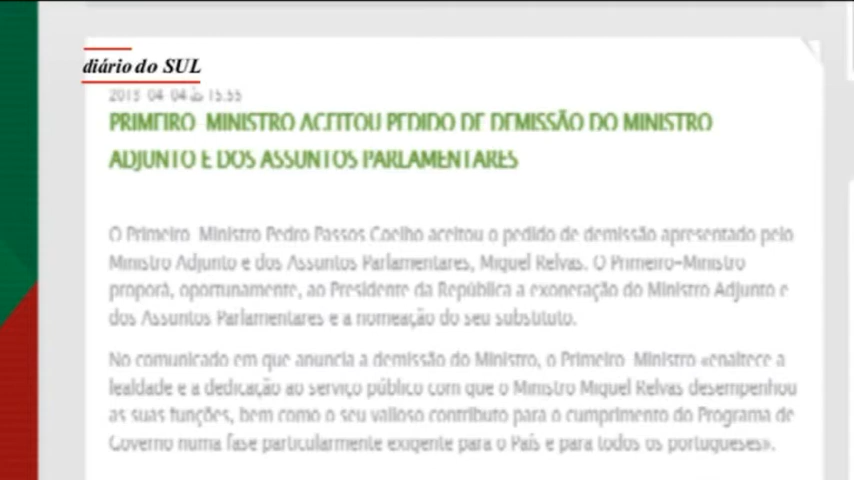 diário do SUL
2013-04-04 às 15:55
PRIMEIRO-MINISTRO ACEITOU PEDIDO DE DEMISSÃO DO MINISTRO
ADJUNTO E DOS ASSUNTOS PARLAMENTARES
O Primeiro-Ministro Pedro Passos Coelho aceitou o pedido de demissão apresentado pelo
Ministro Adjunto e dos Assuntos Parlamentares, Miguel Relvas. O Primeiro-Ministro
proporá, oportunamente, ao Presidente da República a exoneração do Ministro Adjunto e
dos Assuntos Parlamentares e a nomeação do seu substituto.
No comunicado em que anuncia a demissão do Ministro, o Primeiro-Ministro «enaltece a
lealdade e a dedicação ao serviço público com que o Ministro Miguel Relvas desempenhou
as suas funções, bem como o seu valioso contributo para o cumprimento do Programa de
Governo numa fase particularmente exigente para o País e para todos os portugueses».